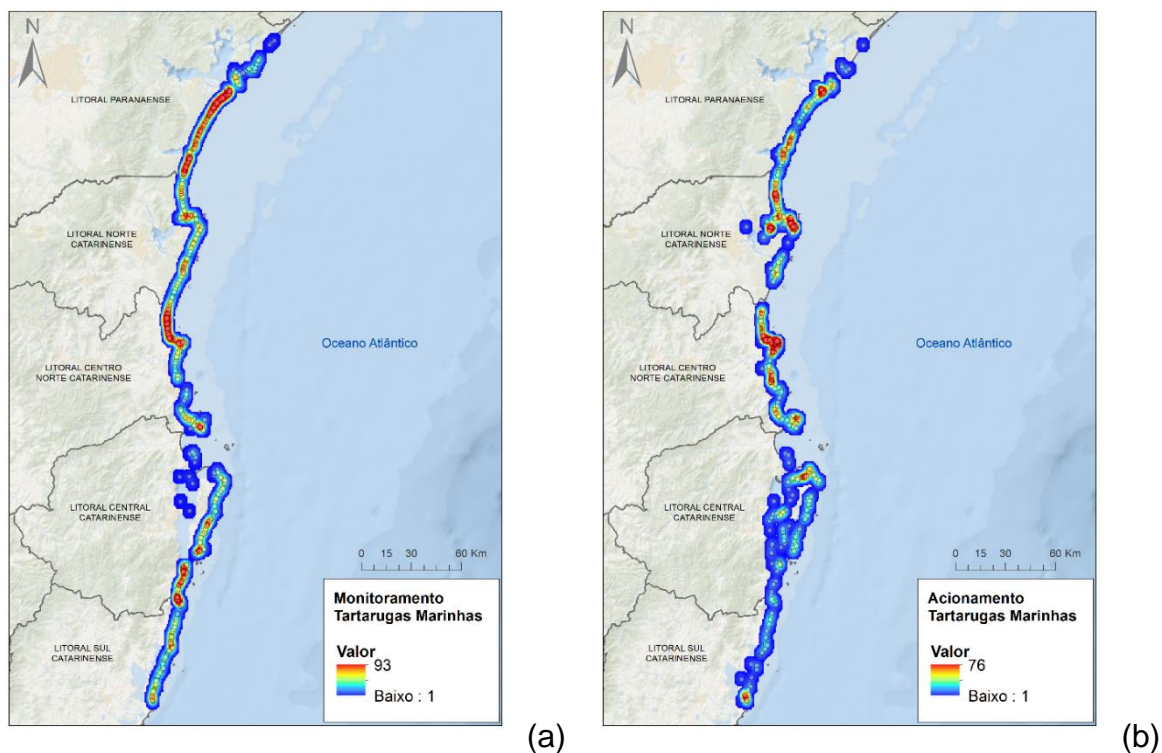 N
LITORAL PARANAENSE
LITORAL NORTE
CATARINENSE
LITORAL CENTRO
NORTE CATARINENSE
Oceano Atlântico
LITORAL CENTRAL
CATARINENSE
0 15 30 60 Km
LITORAL SUL
CATARINENSE
Monitoramento
Tartarugas Marinhas
Valor
93
Baixo : 1
(a)
N
LITORAL PARANAENSE
LITORAL NORTE
CATARINENSE
LITORAL CENTRO
NORTE CATARINENSE
Oceano Atlântico
LITORAL CENTRAL
CATARINENSE
0 15 30 60 Km
LITORAL SUL
CATARINENSE
Acionamento
Tartarugas Marinhas
Valor
76
Baixo : 1
(b)